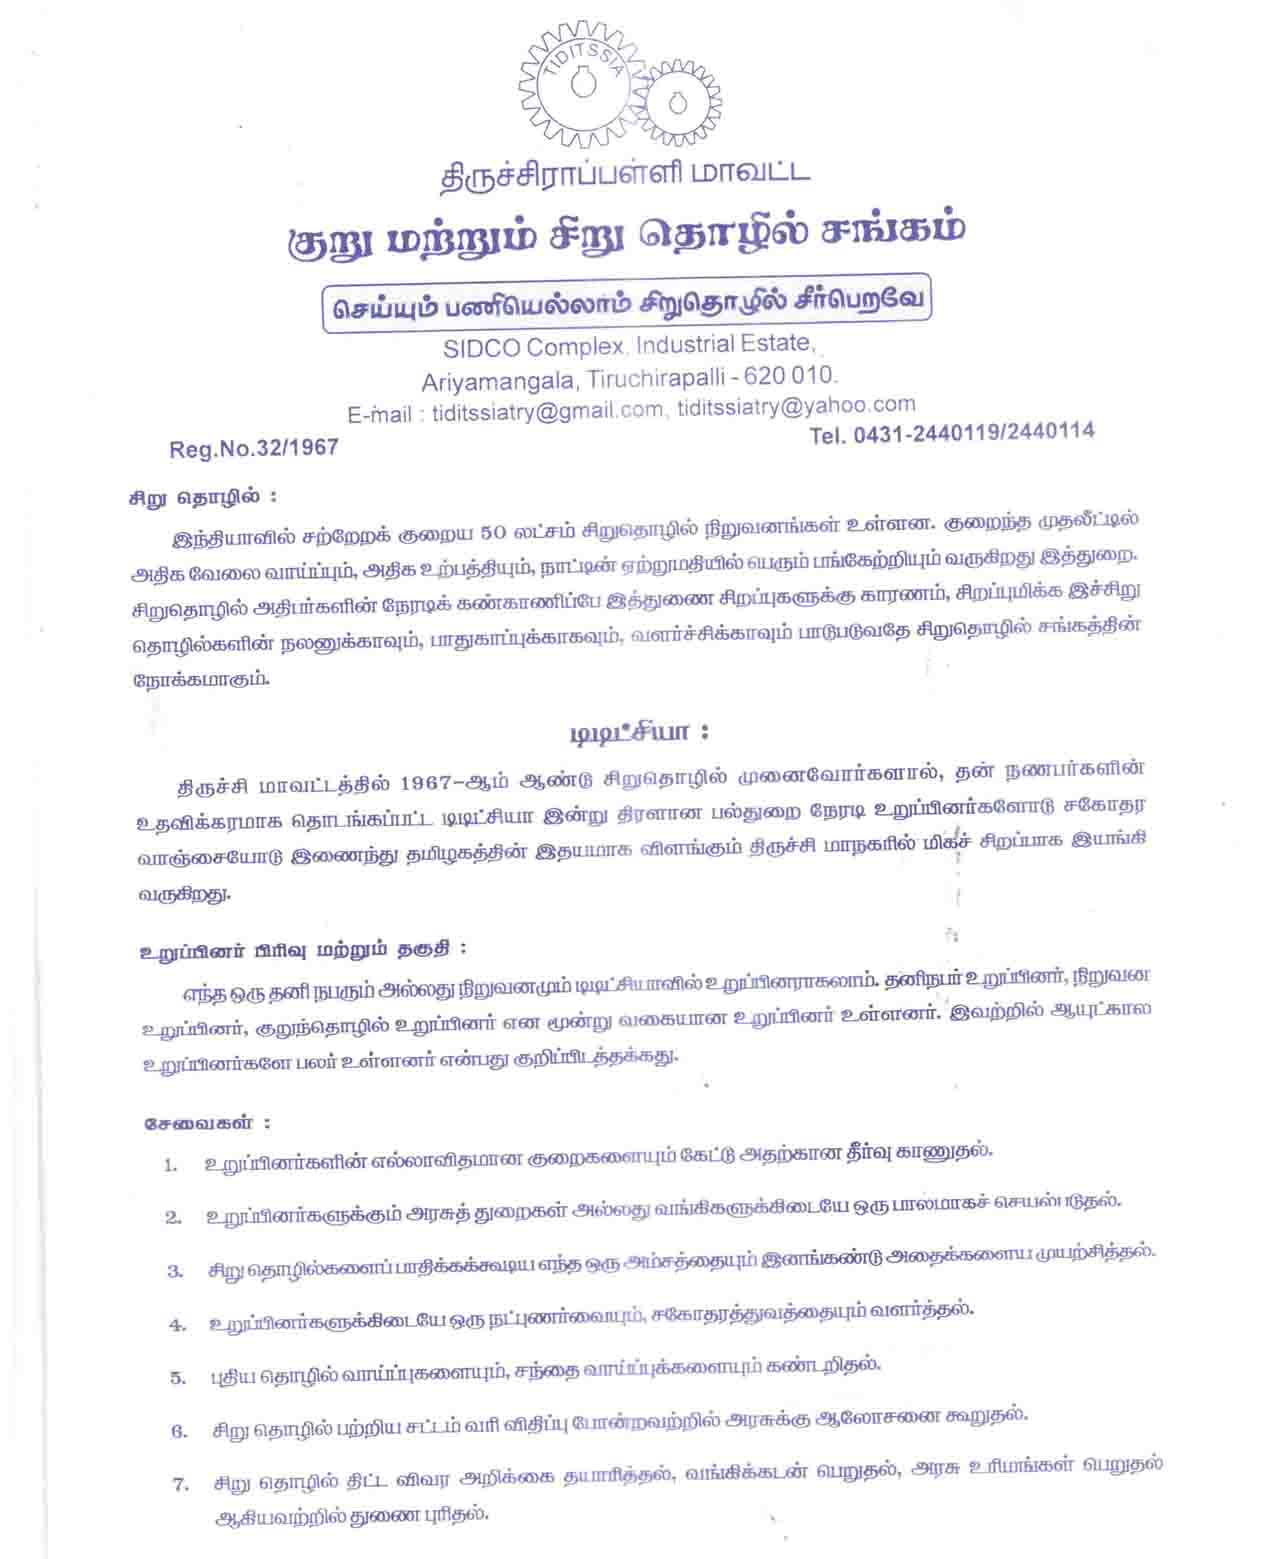 TIDITSSIA
திருச்சிராப்பள்ளி மாவட்ட
குறு மற்றும் சிறு தொழில் சங்கம்
செய்யும் பணியெல்லாம் சிறுதொழில் சீர்பெறவே
SIDCO Complex, Industrial Estate,
Ariyamangala, Tiruchirapalli - 620 010.
E-mail : tiditssiatry@gmail.com, tiditssiatry@yahoo.com
Reg.No.32/1967
Tel. 0431-2440119/2440114
சிறு தொழில் :
இந்தியாவில் சற்றேறக் குறைய 50 லட்சம் சிறுதொழில் நிறுவனங்கள் உள்ளன. குறைந்த முதலீட்டில்
அதிக வேலை வாய்ப்பும், அதிக உற்பத்தியும், நாட்டின் ஏற்றுமதியில் பெரும் பங்கேற்றியும் வருகிறது இத்துறை.
சிறுதொழில் அதிபர்களின் நேரடிக் கண்காணிப்பே இத்துணை சிறப்புகளுக்கு காரணம், சிறப்புமிக்க இச்சிறு
தொழில்களின் நலனுக்காவும், பாதுகாப்புக்காகவும், வளர்ச்சிக்காவும் பாடுபடுவதே சிறுதொழில் சங்கத்தின்
நோக்கமாகும்.
டிடிட்சியா :
திருச்சி மாவட்டத்தில் 1967-ஆம் ஆண்டு சிறுதொழில் முனைவோர்களால், தன் நணபர்களின்
உதவிக்கரமாக தொடங்கப்பட்ட டிடிட்சியா இன்று திரளான பல்துறை நேரடி உறுப்பினர்களோடு சகோதர
வாஞ்சையோடு இணைந்து தமிழகத்தின் இதயமாக விளங்கும் திருச்சி மாநகரில் மிகச் சிறப்பாக இயங்கி
வருகிறது.
உறுப்பினர் பிரிவு மற்றும் தகுதி :
எந்த ஒரு தனி நபரும் அல்லது நிறுவனமும் டிடிட்சியாவில் உறுப்பினராகலாம். தனிநபர் உறுப்பினர், நிறுவன
உறுப்பினர், குறுந்தொழில் உறுப்பினர் என மூன்று வகையான உறுப்பினர் உள்ளனர். இவற்றில் ஆயுட்கால
உறுப்பினர்களே பலர் உள்ளனர் என்பது குறிப்பிடத்தக்கது.
சேவைகள் :
1. உறுப்பினர்களின் எல்லாவிதமான குறைகளையும் கேட்டு அதற்கான தீர்வு காணுதல்.
2. உறுப்பினர்களுக்கும் அரசுத் துறைகள் அல்லது வங்கிகளுக்கிடையே ஒரு பாலமாகச் செயல்படுதல்.
3. சிறு தொழில்களைப் பாதிக்கக்கூடிய எந்த ஒரு அம்சத்தையும் இனங்கண்டு அதைக்களைய முயற்சித்தல்.
4. உறுப்பினர்களுக்கிடையே ஒரு நட்புணர்வையும், சகோதரத்துவத்தையும் வளர்த்தல்.
5. புதிய தொழில் வாய்ப்புகளையும், சந்தை வாய்ப்புக்களையும் கண்டறிதல்.
6. சிறு தொழில் பற்றிய சட்டம் வரி விதிப்பு போன்றவற்றில் அரசுக்கு ஆலோசனை கூறுதல்.
7. சிறு தொழில் திட்ட விவர அறிக்கை தயாரித்தல், வங்கிக்கடன் பெறுதல், அரசு உரிமங்கள் பெறுதல்
ஆகியவற்றில் துணை புரிதல்.